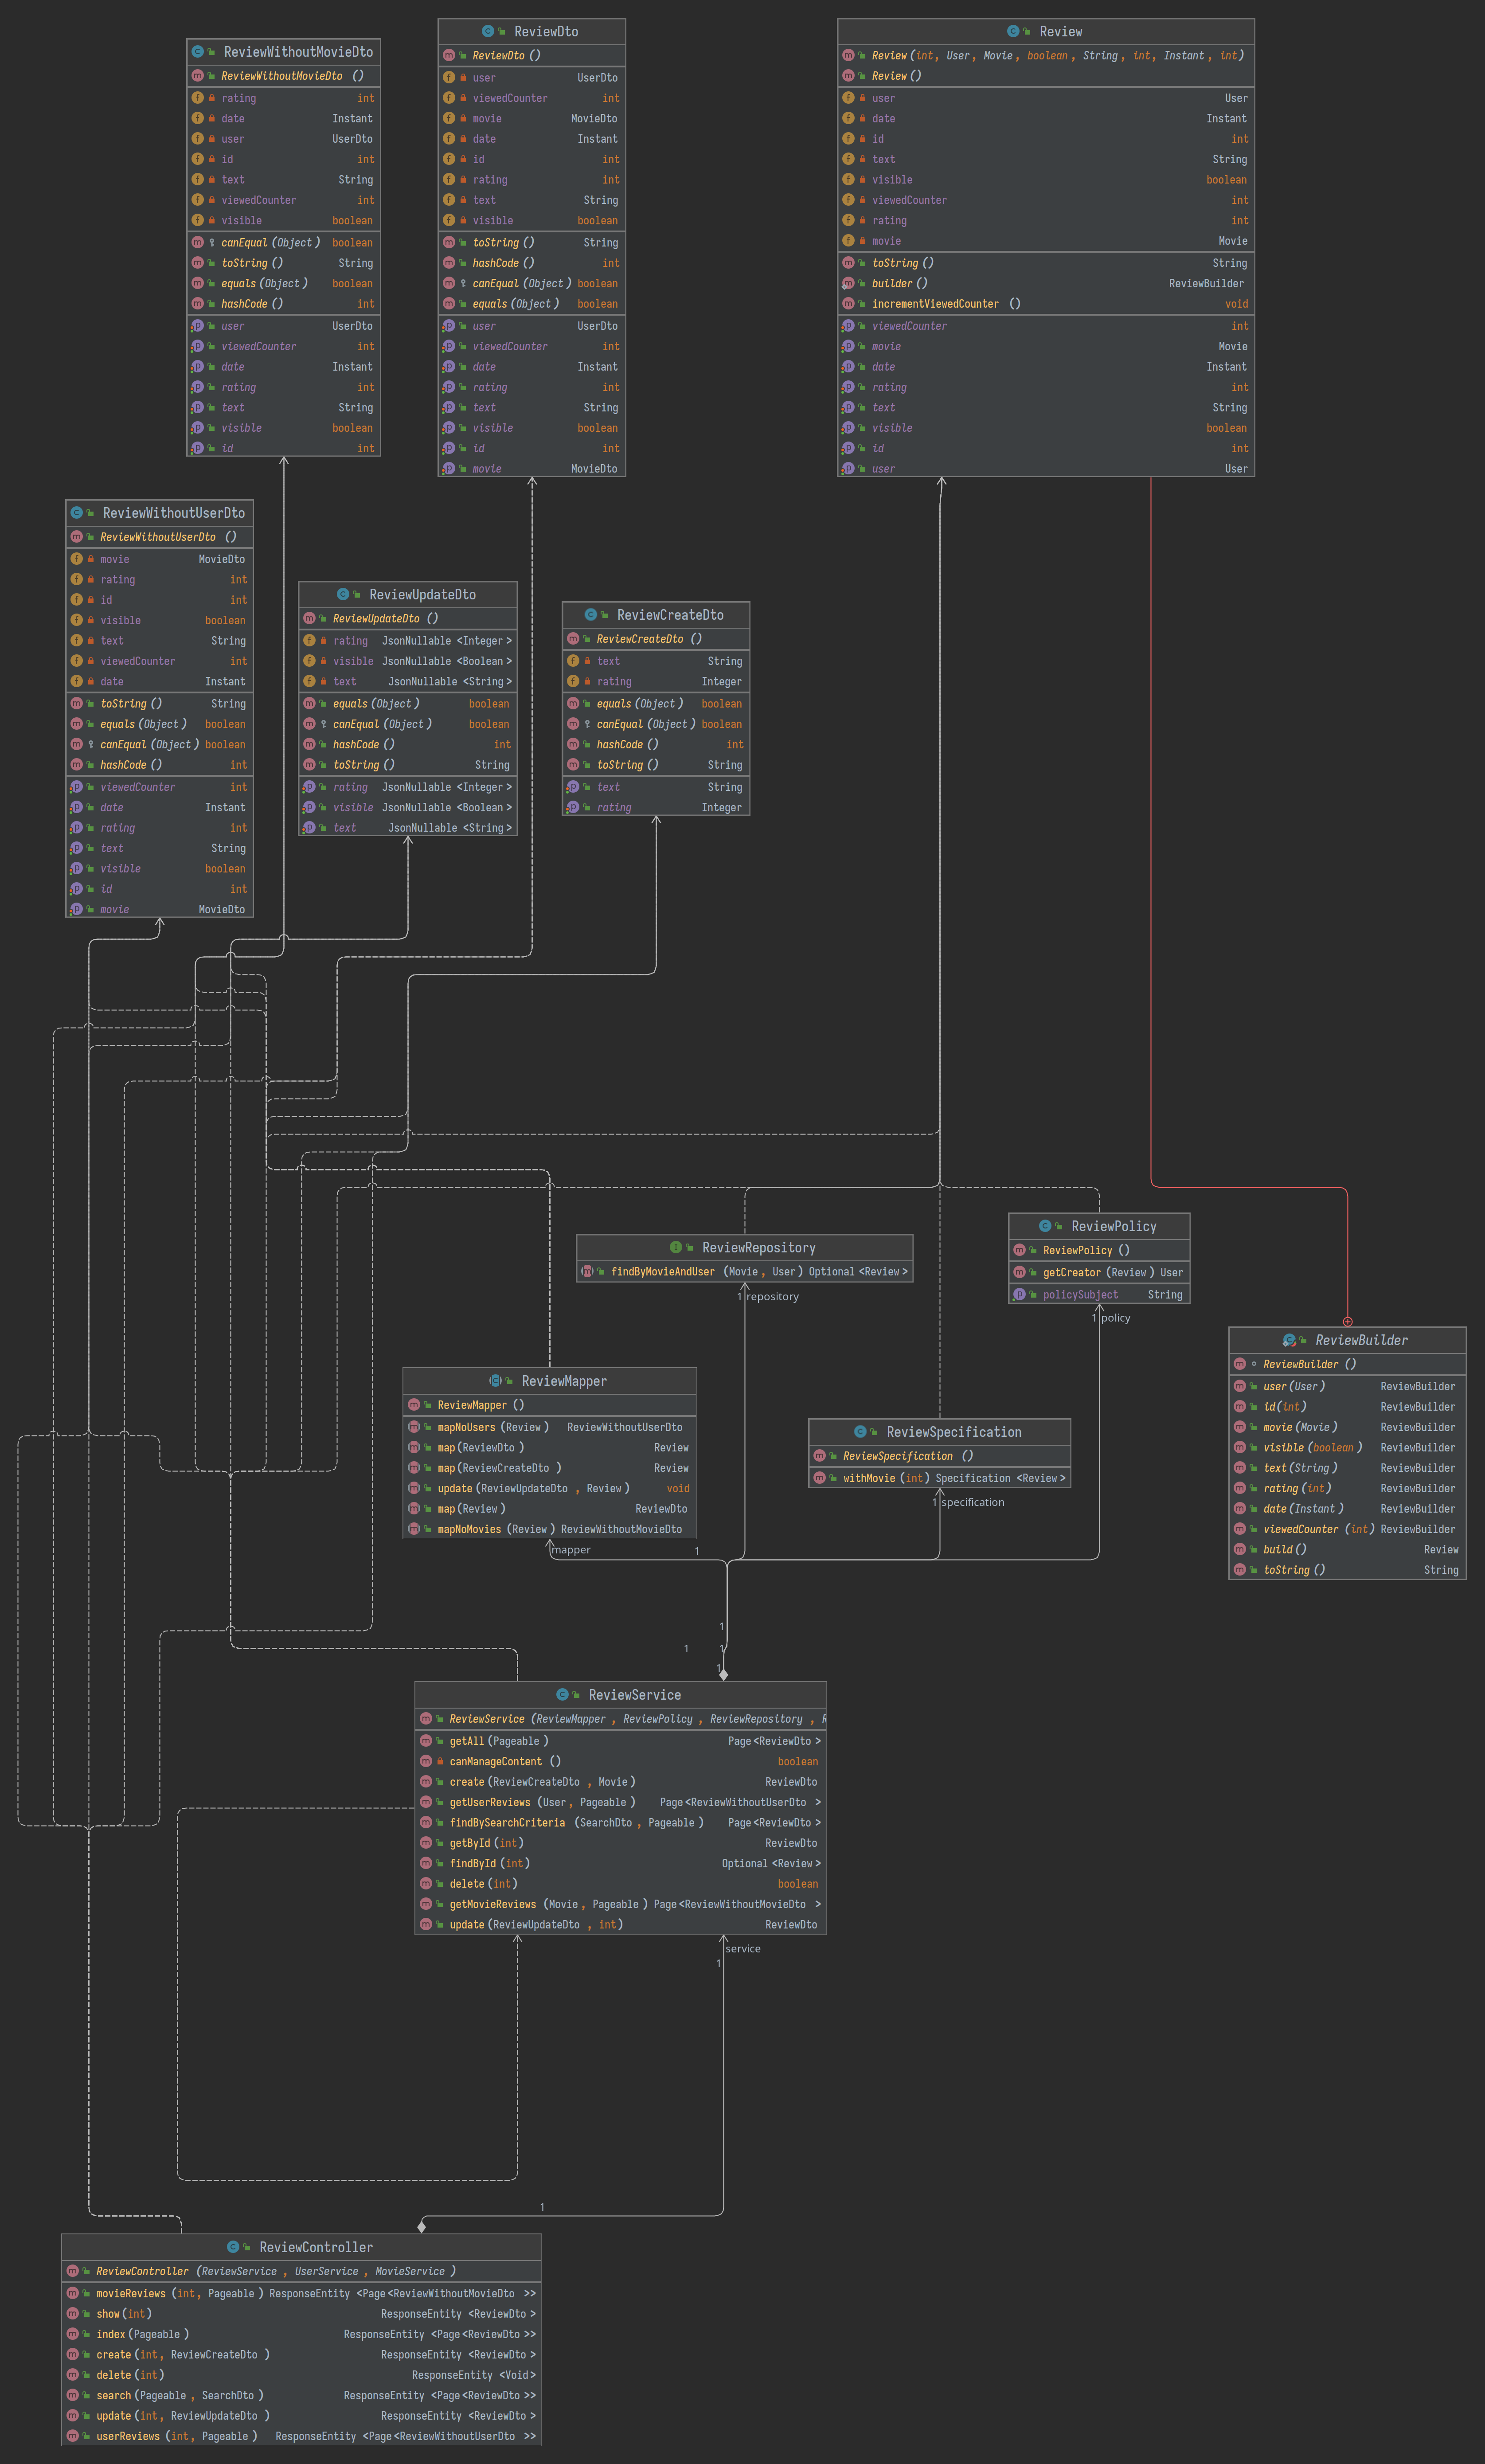 ReviewWithoutMovieDto
ReviewWithoutMovieDto ()
rating int
date Instant
user UserDto
id int
text String
viewedCounter int
visible boolean
canEqual (Object) boolean
toString () String
equals (Object) boolean
hashCode () int
user UserDto
viewedCounter int
date Instant
rating int
text String
visible boolean
id int
ReviewDto
ReviewDto ()
user UserDto
viewedCounter int
movie MovieDto
date Instant
id int
rating int
text String
visible boolean
toString () String
hashCode () int
canEqual (Object) boolean
equals (Object) boolean
user UserDto
viewedCounter int
date Instant
rating int
text String
visible boolean
id int
movie MovieDto
Review
Review (int, User, Movie, boolean, String, int, Instant, int)
Review ()
user User
date Instant
id int
text String
visible boolean
viewedCounter int
rating int
movie Movie
toString () String
builder () ReviewBuilder
incrementViewedCounter () void
viewedCounter int
movie Movie
date Instant
rating int
text String
visible boolean
id int
user User
ReviewWithoutUserDto
ReviewWithoutUserDto ()
movie MovieDto
rating int
id int
visible boolean
text String
viewedCounter int
date Instant
toString () String
equals (Object) boolean
canEqual (Object) boolean
hashCode () int
viewedCounter int
date Instant
rating int
text String
visible boolean
id int
movie MovieDto
ReviewUpdateDto
ReviewUpdateDto ()
rating JsonNullable <Integer >
visible JsonNullable <Boolean >
text JsonNullable <String >
equals (Object) boolean
canEqual (Object) boolean
hashCode () int
toString () String
rating JsonNullable <Integer >
visible JsonNullable <Boolean >
text JsonNullable <String >
ReviewCreateDto
ReviewCreateDto ()
text String
rating Integer
equals (Object) boolean
canEqual (Object) boolean
hashCode () int
toString () String
text String
rating Integer
ReviewRepository
findByMovieAndUser (Movie, User) Optional <Review >
1 repository
ReviewPolicy
ReviewPolicy ()
getCreator (Review) User
policySubject String
1 policy
ReviewBuilder
ReviewBuilder ()
user (User) ReviewBuilder
id (int) ReviewBuilder
movie (Movie) ReviewBuilder
visible (boolean) ReviewBuilder
text (String) ReviewBuilder
rating (int) ReviewBuilder
date (Instant) ReviewBuilder
viewedCounter (int) ReviewBuilder
build () Review
toString () String
ReviewMapper
ReviewMapper ()
mapNoUsers (Review) ReviewWithoutUserDto
map (ReviewDto ) Review
map (ReviewCreateDto ) Review
update (ReviewUpdateDto , Review) void
map (Review) ReviewDto
mapNoMovies (Review) ReviewWithoutMovieDto
mapper
1
ReviewSpecification
ReviewSpecification ()
withMovie (int) Specification <Review >
1 specification
1
1
1
1
ReviewService
ReviewService (ReviewMapper , ReviewPolicy , ReviewRepository , R
getAll (Pageable ) Page <ReviewDto >
canManageContent () boolean
create (ReviewCreateDto , Movie) ReviewDto
getUserReviews (User, Pageable ) Page <ReviewWithoutUserDto >
findBySearchCriteria (SearchDto , Pageable ) Page <ReviewDto >
getById (int) ReviewDto
findById (int) Optional <Review >
delete (int) boolean
getMovieReviews (Movie, Pageable ) Page <ReviewWithoutMovieDto >
update (ReviewUpdateDto , int) ReviewDto
service
1
1
ReviewController
ReviewController (ReviewService , UserService , MovieService )
movieReviews (int, Pageable ) ResponseEntity <Page <ReviewWithoutMovieDto >>
show (int) ResponseEntity <ReviewDto >
index (Pageable ) ResponseEntity <Page <ReviewDto >>
create (int, ReviewCreateDto ) ResponseEntity <ReviewDto >
delete (int) ResponseEntity <Void >
search (Pageable , SearchDto ) ResponseEntity <Page <ReviewDto >>
update (int, ReviewUpdateDto ) ResponseEntity <ReviewDto >
userReviews (int, Pageable ) ResponseEntity <Page <ReviewWithoutUserDto >>